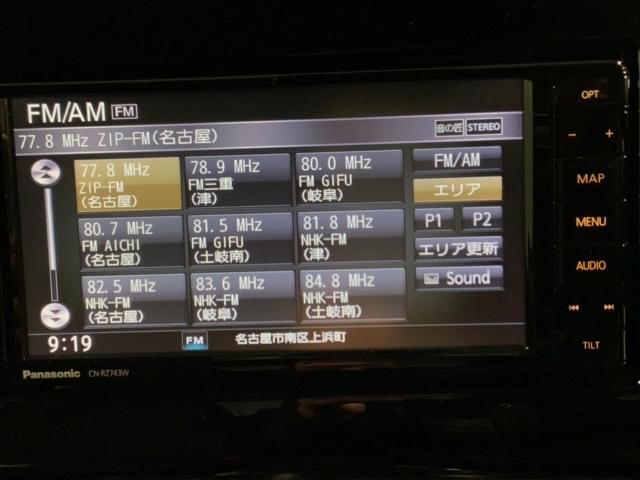 FM/AM FM
77.8 MHz ZIP-FM(名古屋) 音の匠 STEREO
77.8 MHz
ZIP-FM
(名古屋)
78.9 MHz
FM三重
(津)
80.0 MHz
FM GIFU
(岐阜)
80.7 MHz
FM AICHI
(名古屋)
81.5 MHz
FM GIFU
(土岐南)
81.8 MHz
NHK-FM
(津)
82.5 MHz
NHK-FM
(名古屋)
83.6 MHz
NHK-FM
(岐阜)
84.8 MHz
NHK-FM
(土岐南)
FM/AM
エリア
P1 P2
エリア更新
Sound
9:19 FM 名古屋市南区上浜町
Panasonic CN-RZ743W
OPT
- +
MAP
MENU
AUDIO
TILT